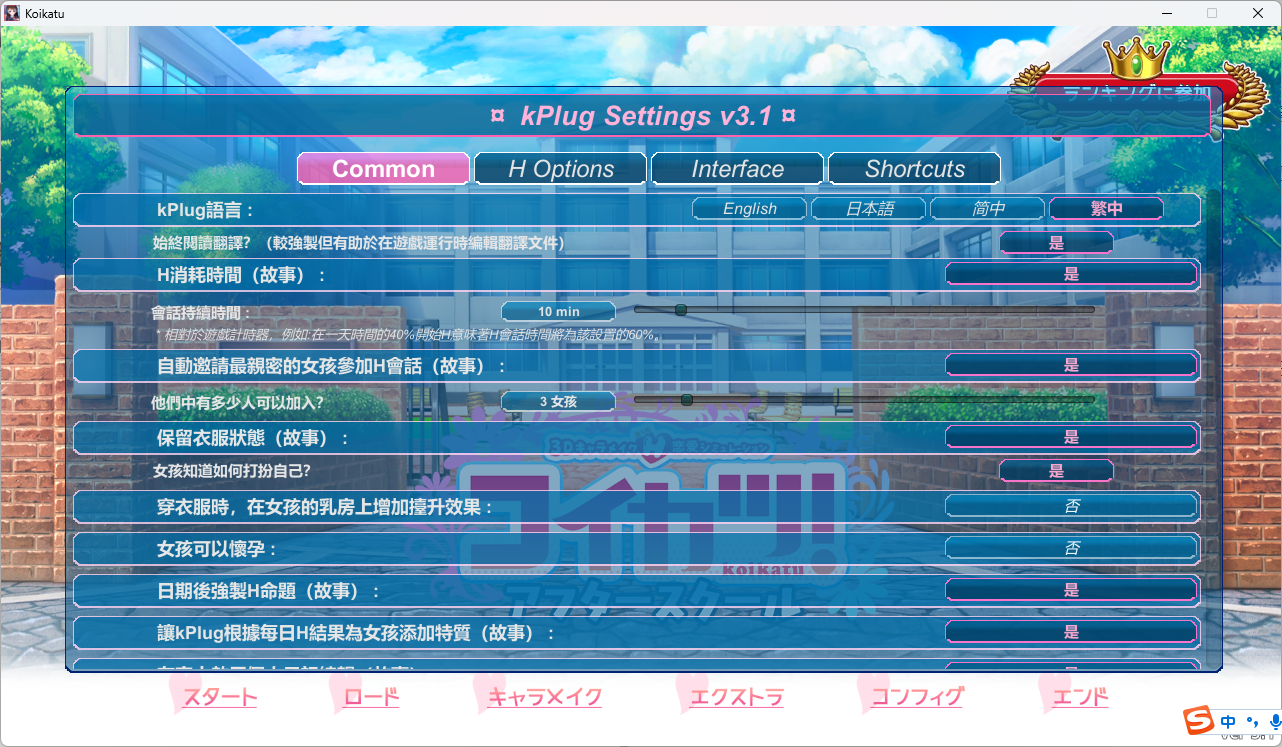 Koikatu
ランキングに参加
¤ kPlug Settings v3.1 ¤
Common
H Options
Interface
Shortcuts
kPlug語言 :
English
日本語
简中
繁中
始終閱讀翻譯? （較強製但有助於在遊戲運行時編輯翻譯文件）
是
H消耗時間（故事） :
是
會話持續時間 :
10 min
* 相對於遊戲計時器，例如:在一天時間的40%開始H意味著H會話時間將為該設置的60%。
自動邀請最親密的女孩參加H會話（故事） :
是
他們中有多少人可以加入?
3 女孩
保留衣服狀態（故事） :
是
女孩知道如何打扮自己?
是
3Dキャラメイク&恋愛シミュレーション
コイカツ!
koikatu
アフタースクール
穿衣服時，在女孩的乳房上增加擡升效果 :
否
女孩可以懷孕 :
否
日期後強製H命題（故事） :
是
讓kPlug根據每日H結果為女孩添加特質（故事） :
是
スタート
ロード
キャラメイク
エクストラ
コンフィグ
エンド
中